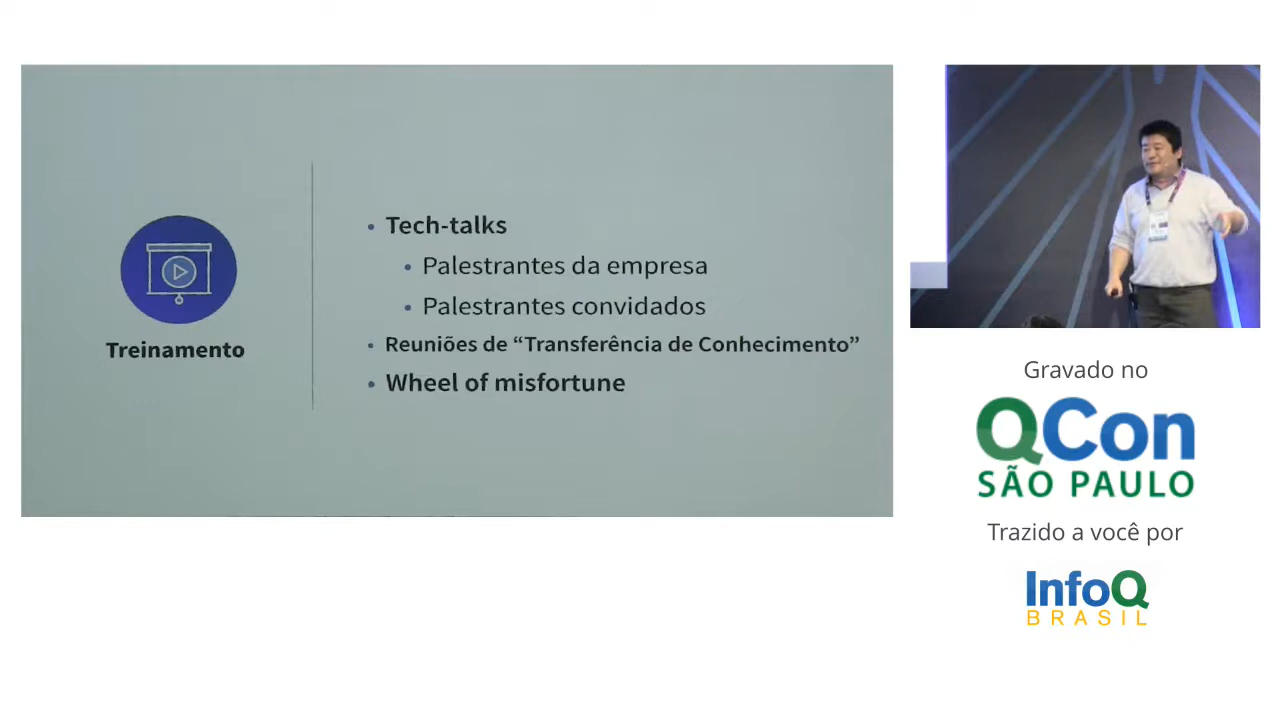 Treinamento
Tech-talks
Palestrantes da empresa
Palestrantes convidados
Reuniões de “Transferência de Conhecimento”
Wheel of misfortune
Gravado no
QCon
SÃO PAULO
Trazido a você por
InfoQ
BRASIL